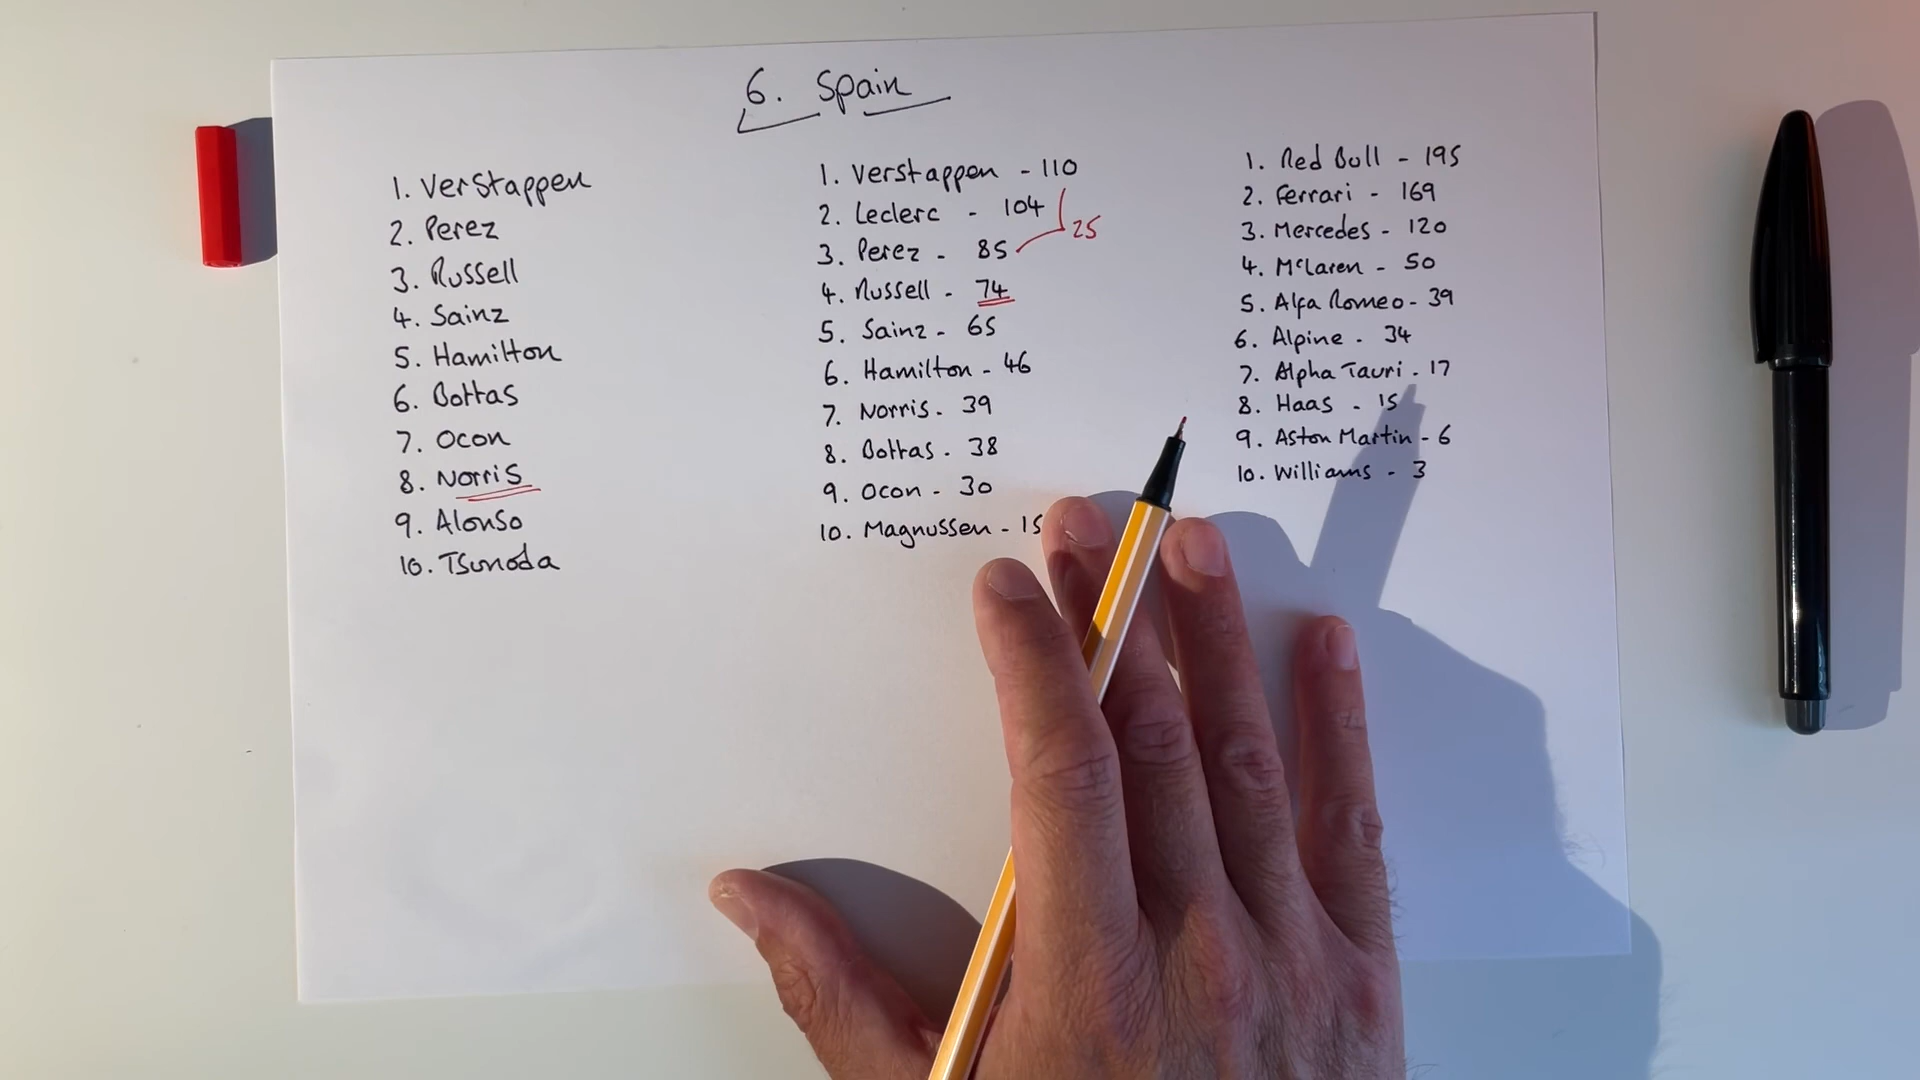 6. Spain
1. Verstappen
2. Perez
3. Russell
4. Sainz
5. Hamilton
6. Bottas
7. Ocon
8. Norris
9. Alonso
10. Tsunoda
1. Verstappen - 110
2. Leclerc - 104
25
3. Perez - 85
4. Russell - 74
5. Sainz - 65
6. Hamilton - 46
7. Norris - 39
8. Bottas - 38
9. Ocon - 30
10. Magnussen - 15
1. Red Bull - 195
2. Ferrari - 169
3. Mercedes - 120
4. McLaren - 50
5. Alfa Romeo - 39
6. Alpine - 34
7. Alpha Tauri - 17
8. Haas - 15
9. Aston Martin - 6
10. Williams - 3